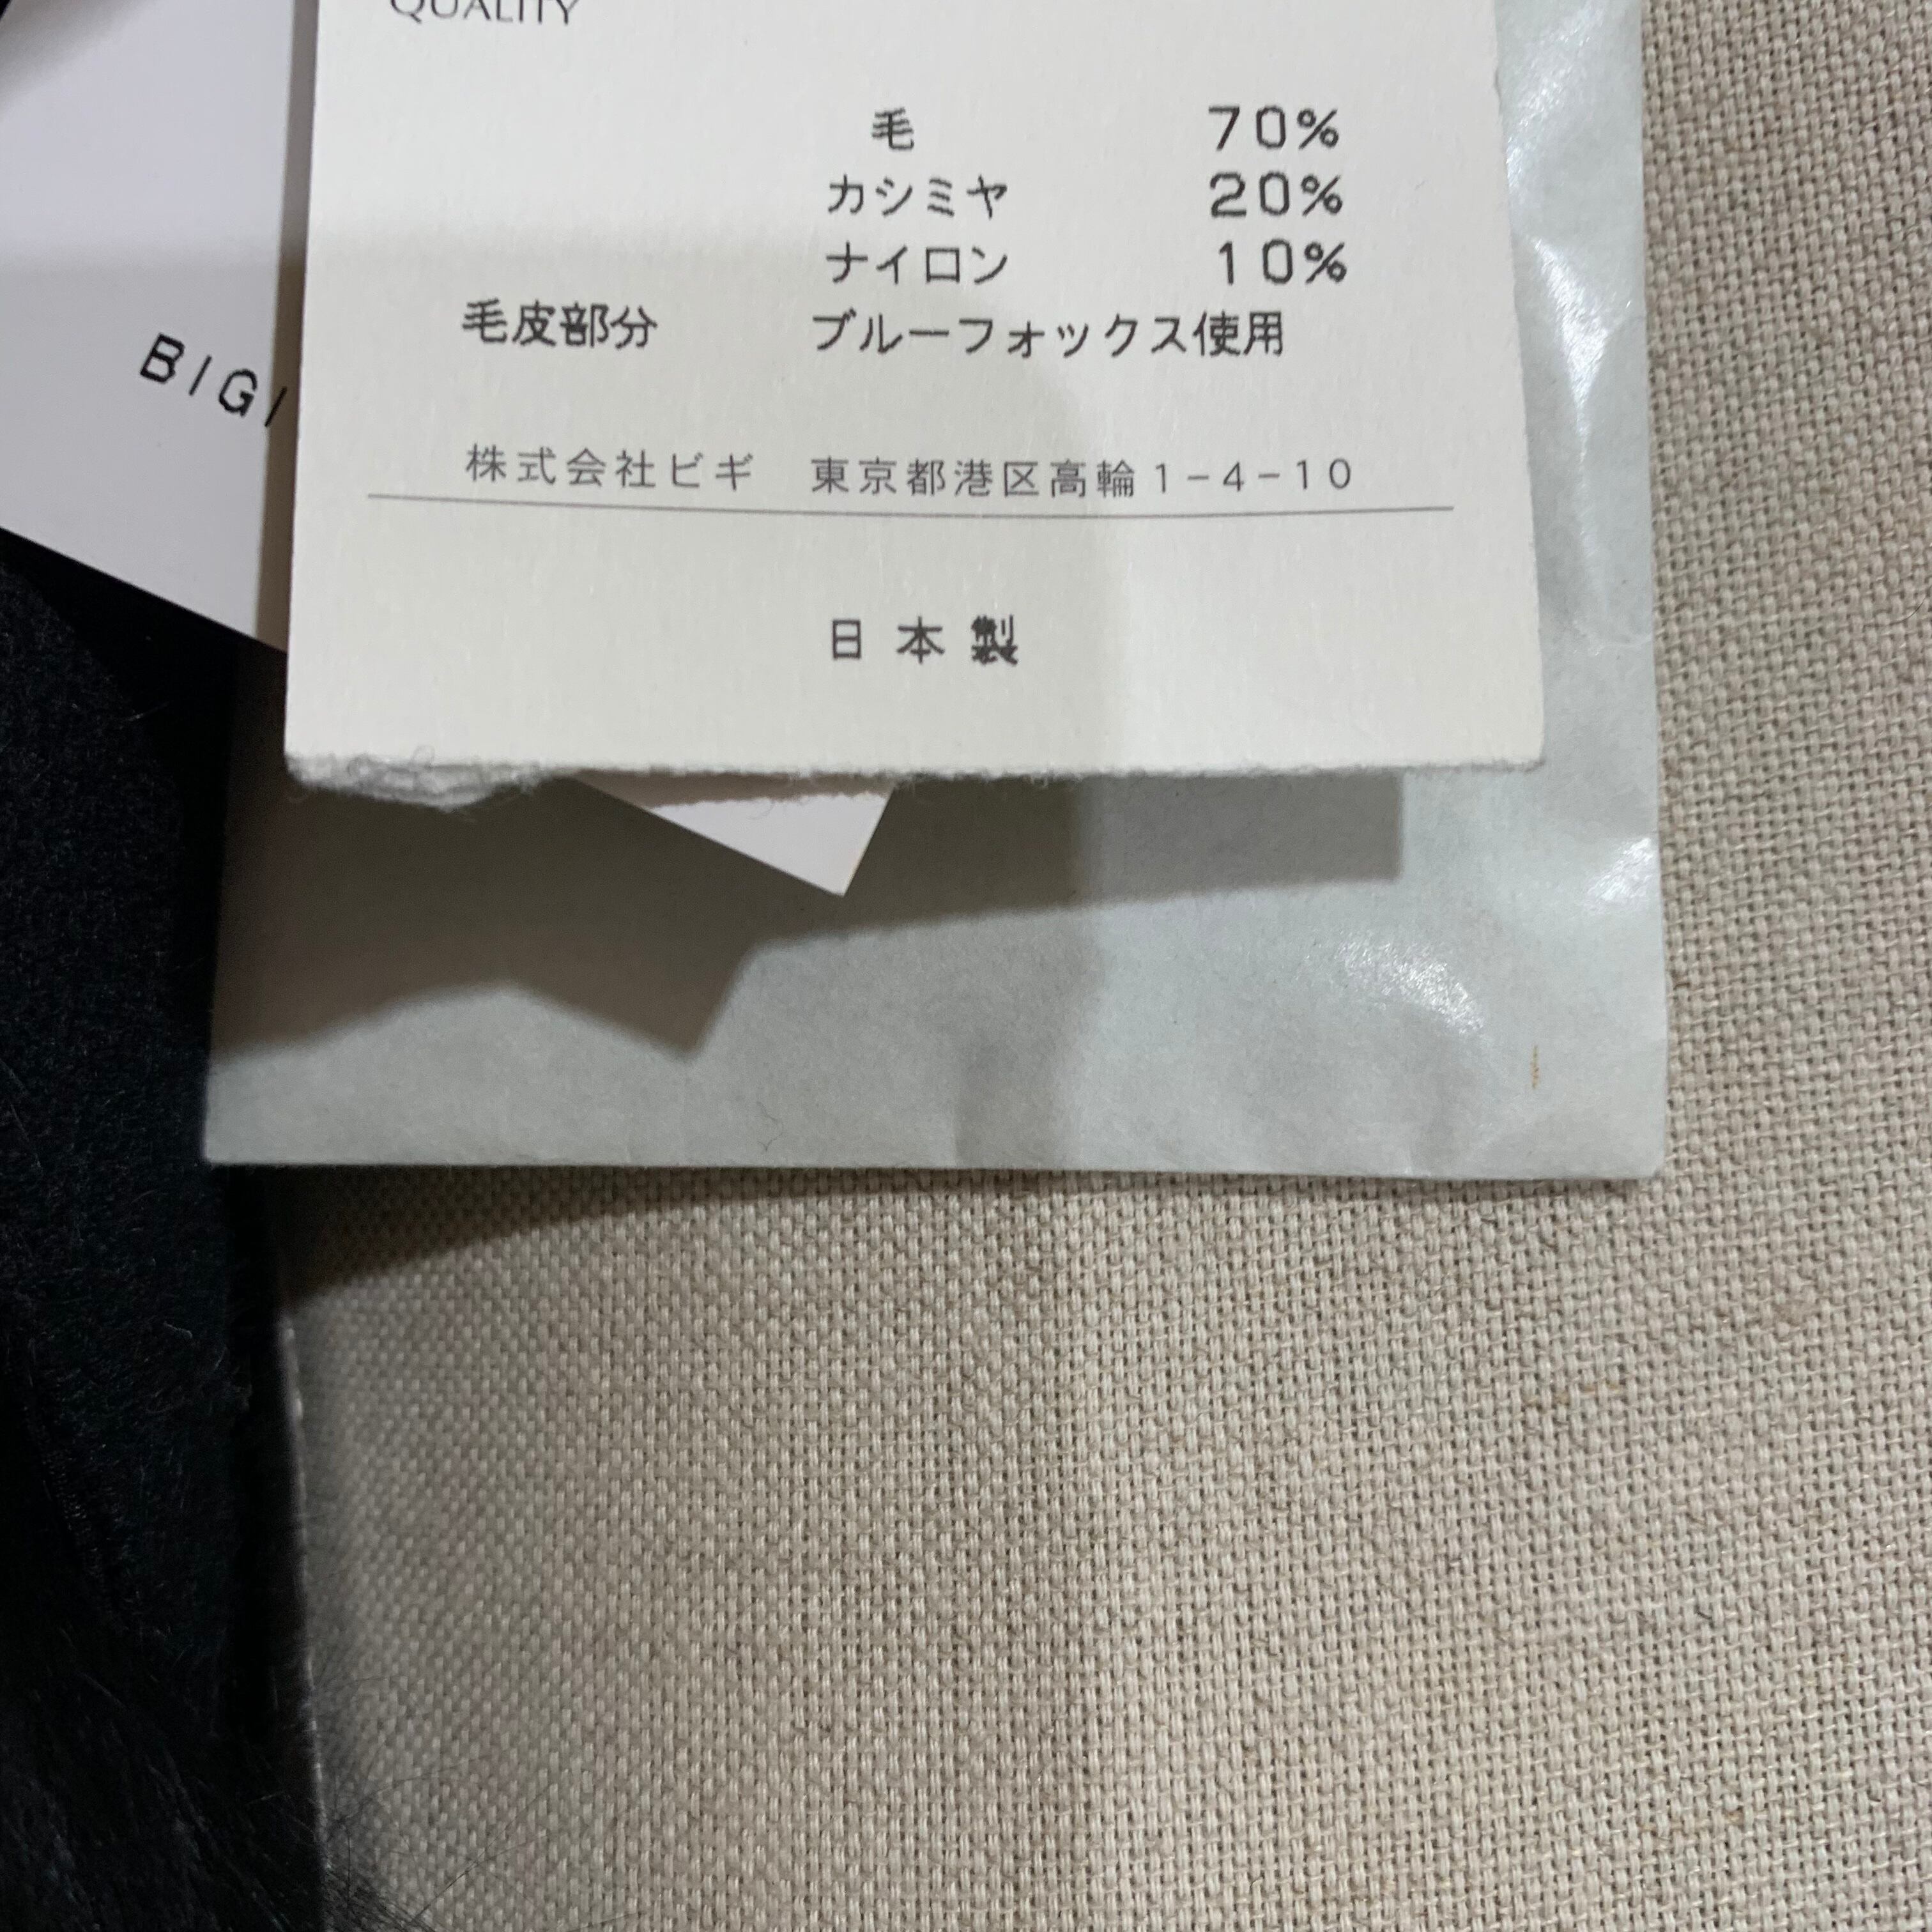 QUALITY
毛 70%
カシミヤ 20%
ナイロン 10%
毛皮部分 ブルーフォックス使用
BIGI
株式会社ビギ 東京都港区高輪1-4-10
日本製